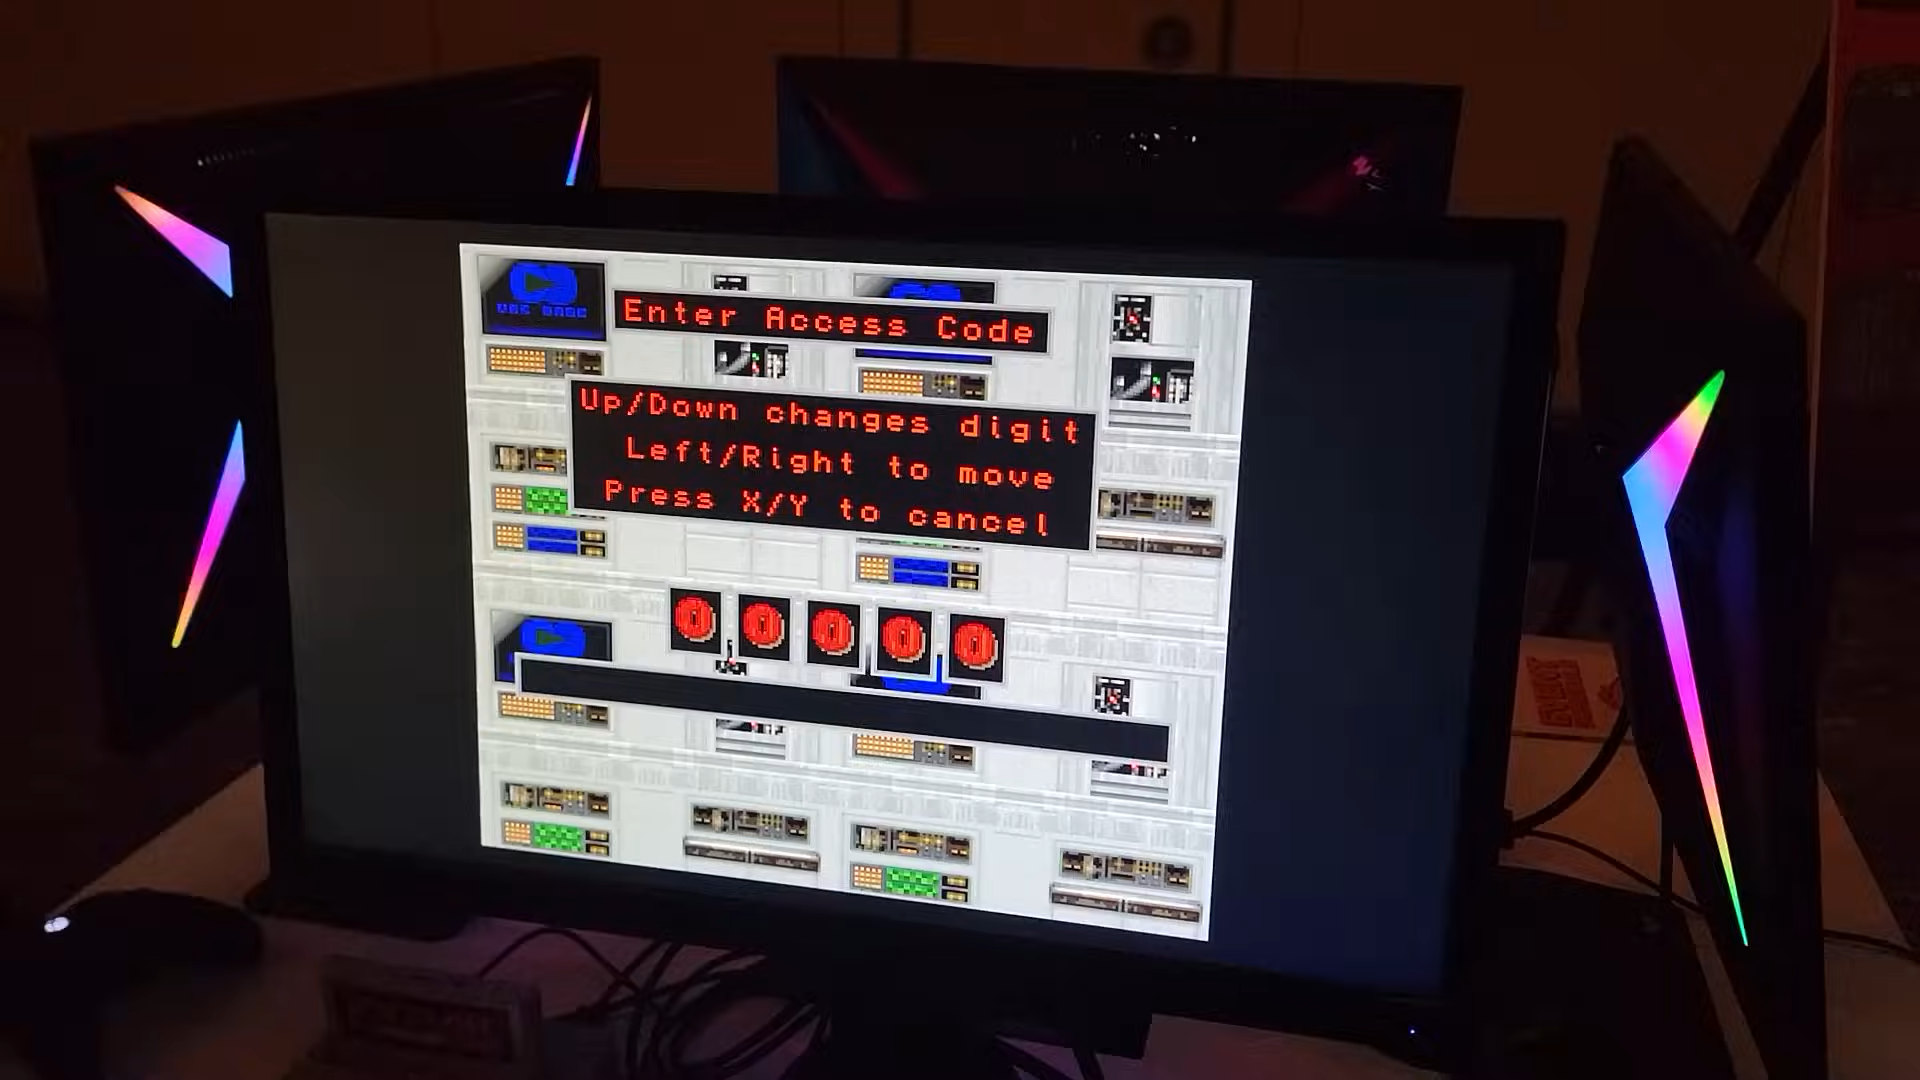 Enter Access Code
Up/Down changes digit
Left/Right to move
Press X/Y to cancel
0 0 0 0 0